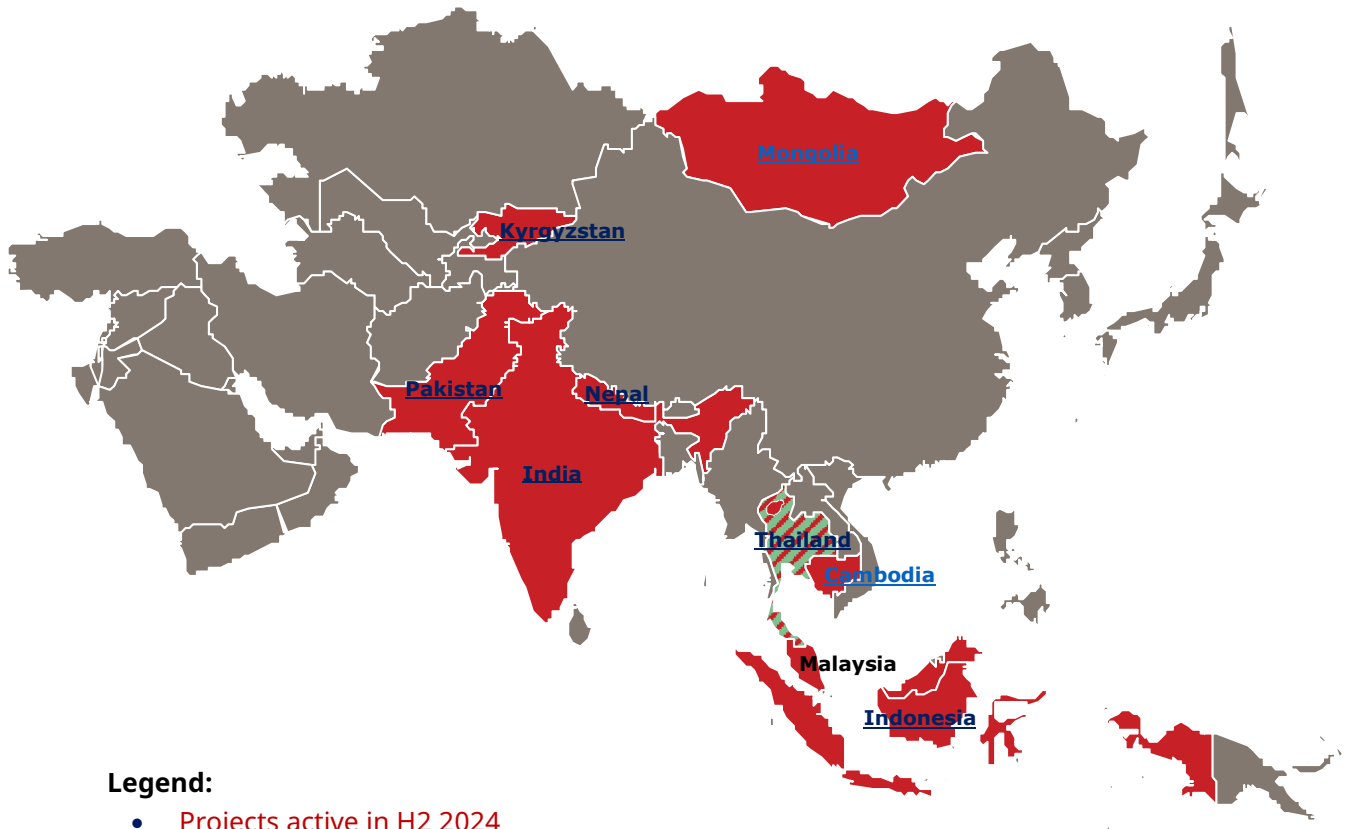 Mongolia
Kyrgyzstan
Pakistan
Nepal
India
Thailand
Cambodia
Malaysia
Indonesia
Legend:
• Projects active in H2 2024